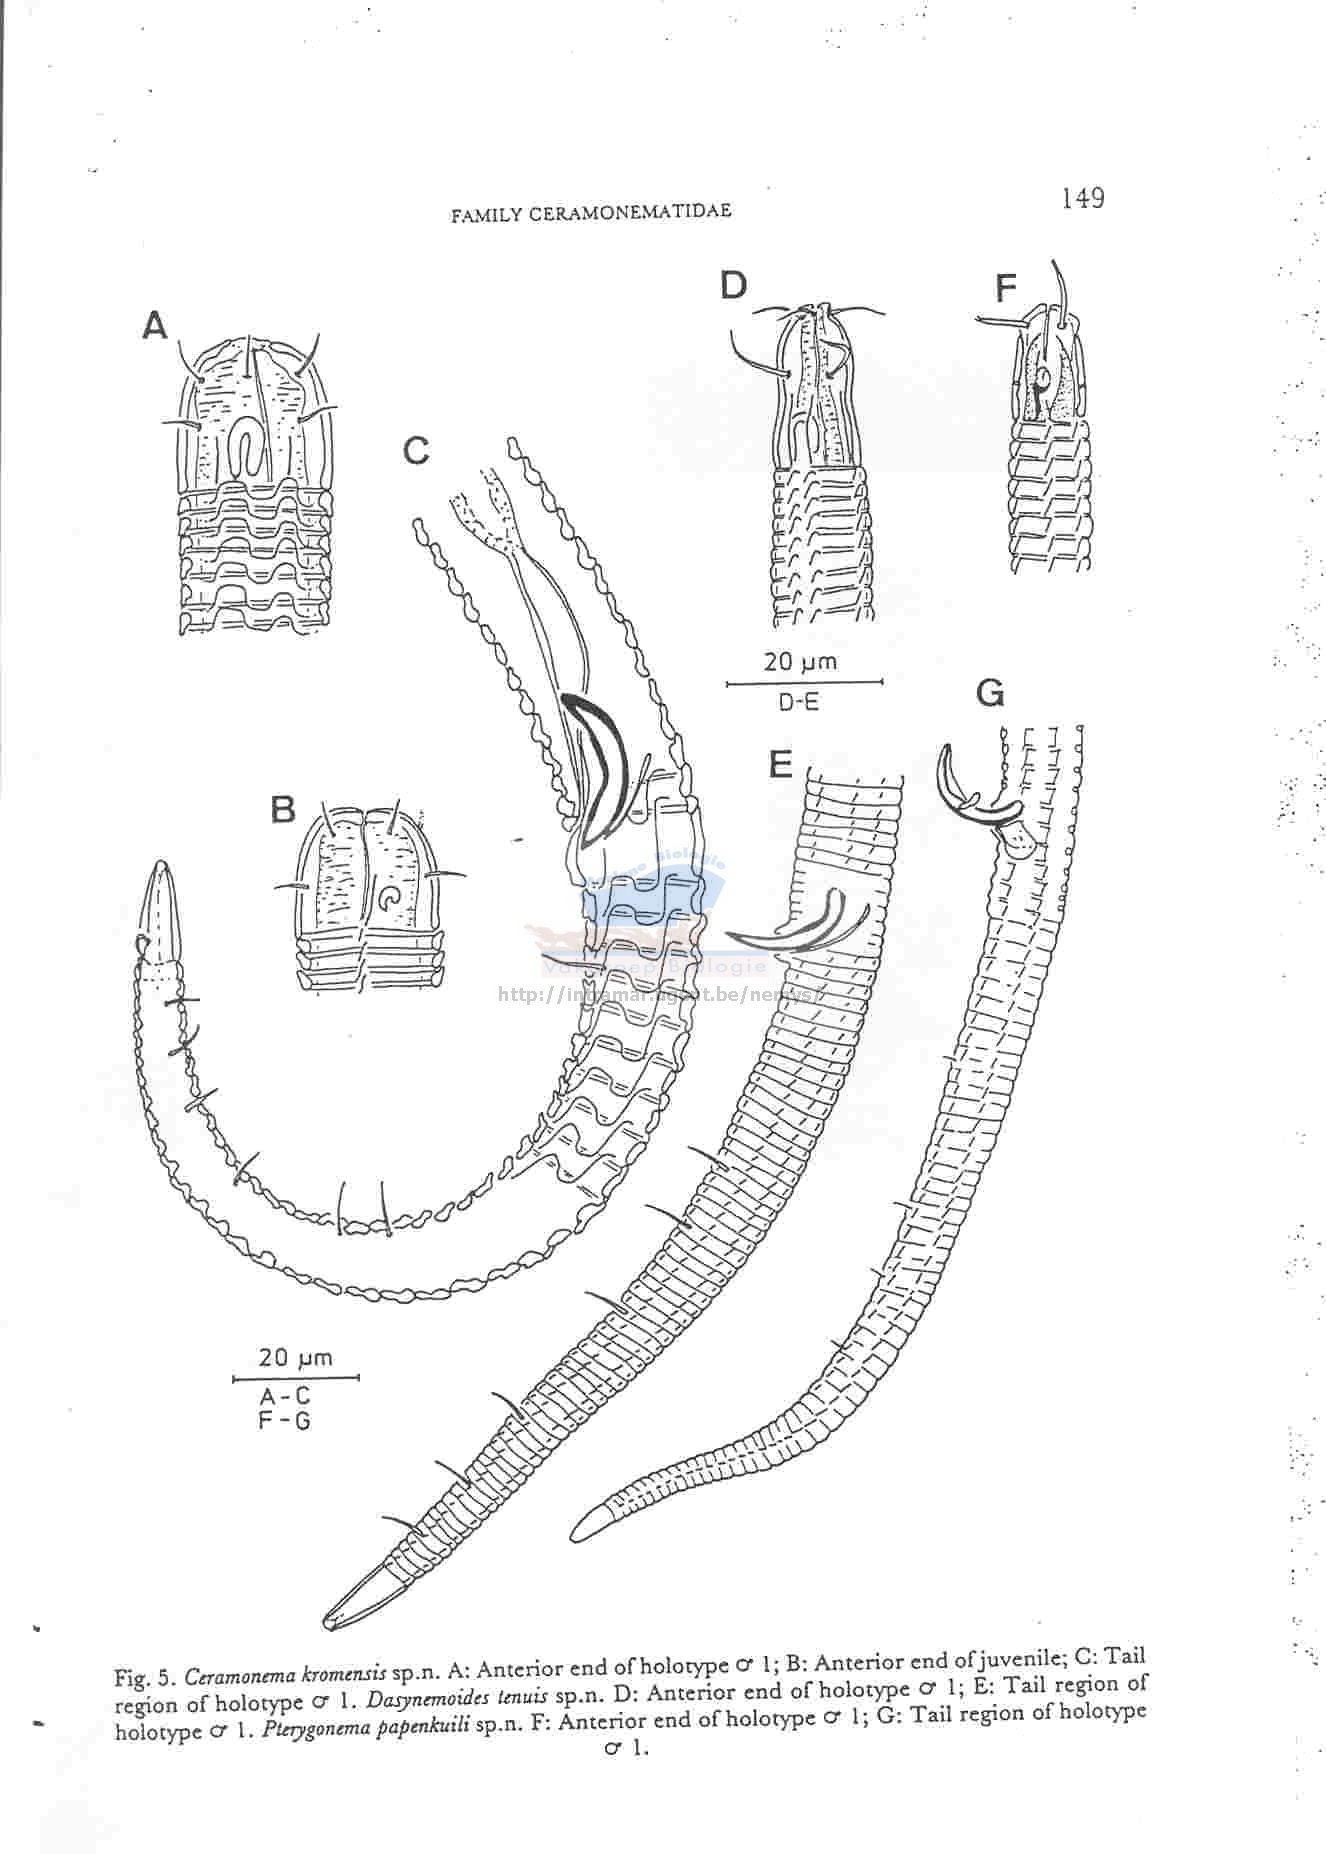 FAMILY CERAMONEMATIDAE 149
A
D
F
C
20 µm
D-E
G
E
B
Marine Biologie
Vakgroep Biologie
http://intramar.ugent.be/nemys/
20 µm
A-C
F-G
Fig. 5. Ceramonema kromensis sp.n. A: Anterior end of holotype ♂ 1; B: Anterior end of juvenile; C: Tail
region of holotype ♂ 1. Dasynemoides tenuis sp.n. D: Anterior end of holotype ♂ 1; E: Tail region of
holotype ♂ 1. Pterygonema papenkuili sp.n. F: Anterior end of holotype ♂ 1; G: Tail region of holotype
♂ 1.